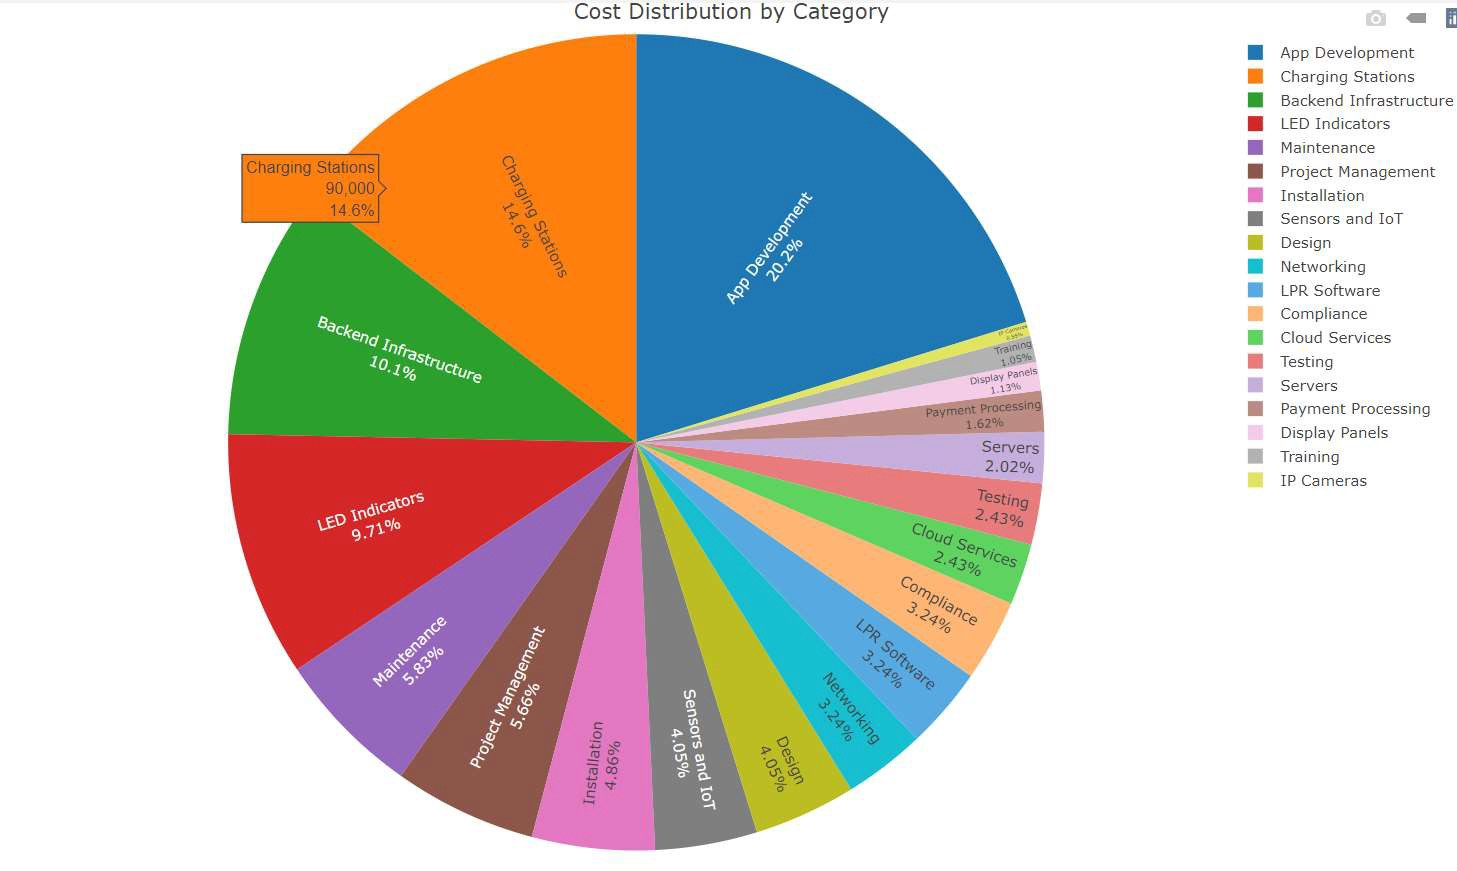 Cost Distribution by Category
App Development
20.2%
Charging Stations
14.6%
Charging Stations
90,000
14.6%
Backend Infrastructure
10.1%
LED Indicators
9.71%
Maintenance
5.83%
Project Management
5.66%
Installation
4.86%
Sensors and IoT
4.05%
Design
4.05%
Networking
3.24%
LPR Software
3.24%
Compliance
3.24%
Cloud Services
2.43%
Testing
2.43%
Servers
2.02%
Payment Processing
1.62%
Display Panels
1.13%
Training
1.05%
IP Cameras
App Development
Charging Stations
Backend Infrastructure
LED Indicators
Maintenance
Project Management
Installation
Sensors and IoT
Design
Networking
LPR Software
Compliance
Cloud Services
Testing
Servers
Payment Processing
Display Panels
Training
IP Cameras